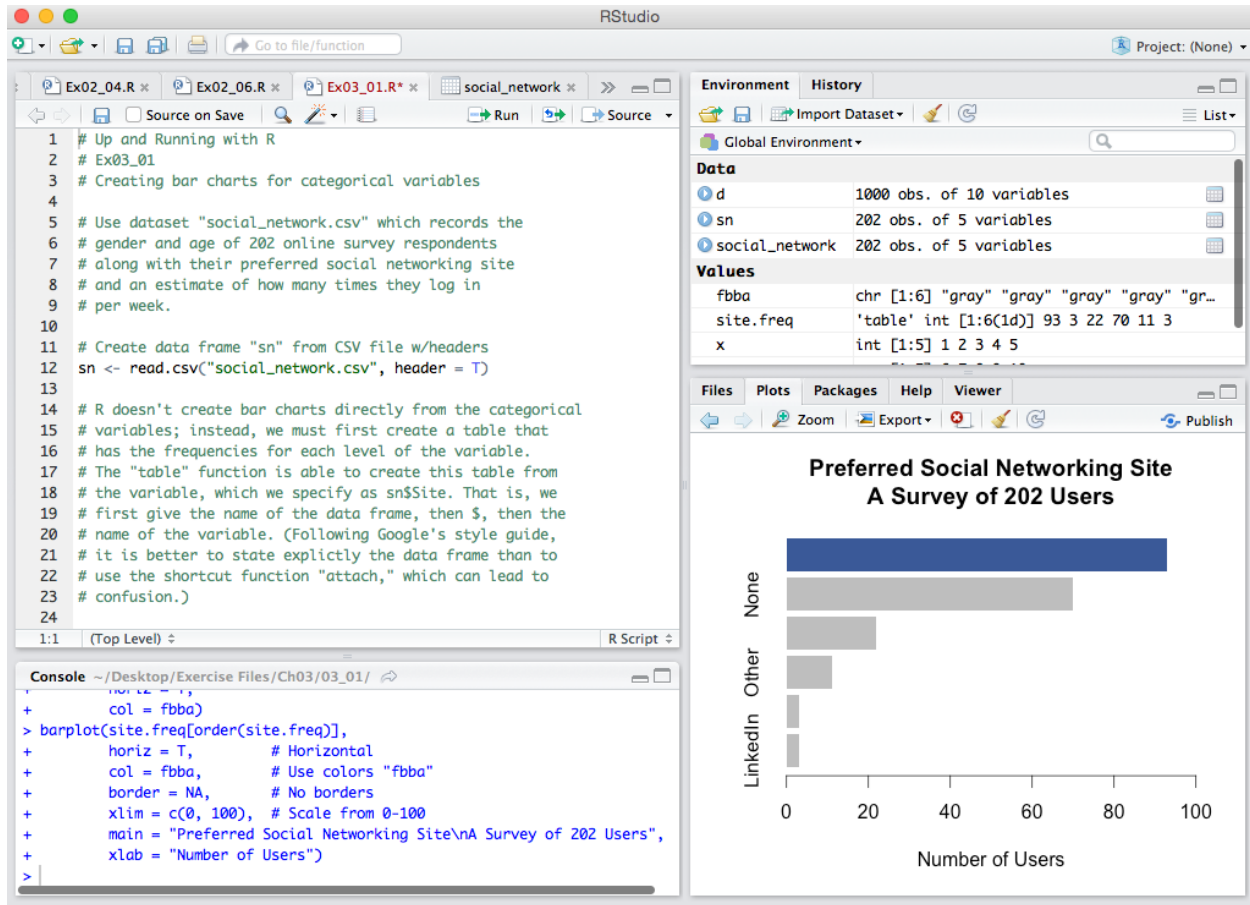 RStudio
Go to file/function
Project: (None)
Ex02_04.R × Ex02_06.R × Ex03_01.R* × social_network ×
Source on Save Run Source
1 # Up and Running with R
2 # Ex03_01
3 # Creating bar charts for categorical variables
4
5 # Use dataset "social_network.csv" which records the
6 # gender and age of 202 online survey respondents
7 # along with their preferred social networking site
8 # and an estimate of how many times they log in
9 # per week.
10
11 # Create data frame "sn" from CSV file w/headers
12 sn <- read.csv("social_network.csv", header = T)
13
14 # R doesn't create bar charts directly from the categorical
15 # variables; instead, we must first create a table that
16 # has the frequencies for each level of the variable.
17 # The "table" function is able to create this table from
18 # the variable, which we specify as sn$Site. That is, we
19 # first give the name of the data frame, then $, then the
20 # name of the variable. (Following Google's style guide,
21 # it is better to state explictly the data frame than to
22 # use the shortcut function "attach," which can lead to
23 # confusion.)
24
1:1 (Top Level) R Script
Console ~/Desktop/Exercise Files/Ch03/03_01/
+ horiz = T,
+ col = fbba)
> barplot(site.freq[order(site.freq)],
+ horiz = T, # Horizontal
+ col = fbba, # Use colors "fbba"
+ border = NA, # No borders
+ xlim = c(0, 100), # Scale from 0-100
+ main = "Preferred Social Networking Site\nA Survey of 202 Users",
+ xlab = "Number of Users")
>
Environment History
Import Dataset List
Global Environment
Data
d 1000 obs. of 10 variables
sn 202 obs. of 5 variables
social_network 202 obs. of 5 variables
Values
fbba chr [1:6] "gray" "gray" "gray" "gray" "gr…
site.freq 'table' int [1:6(1d)] 93 3 22 70 11 3
x int [1:5] 1 2 3 4 5
Files Plots Packages Help Viewer
Zoom Export Publish
Preferred Social Networking Site
A Survey of 202 Users
None
Other
LinkedIn
0 20 40 60 80 100
Number of Users